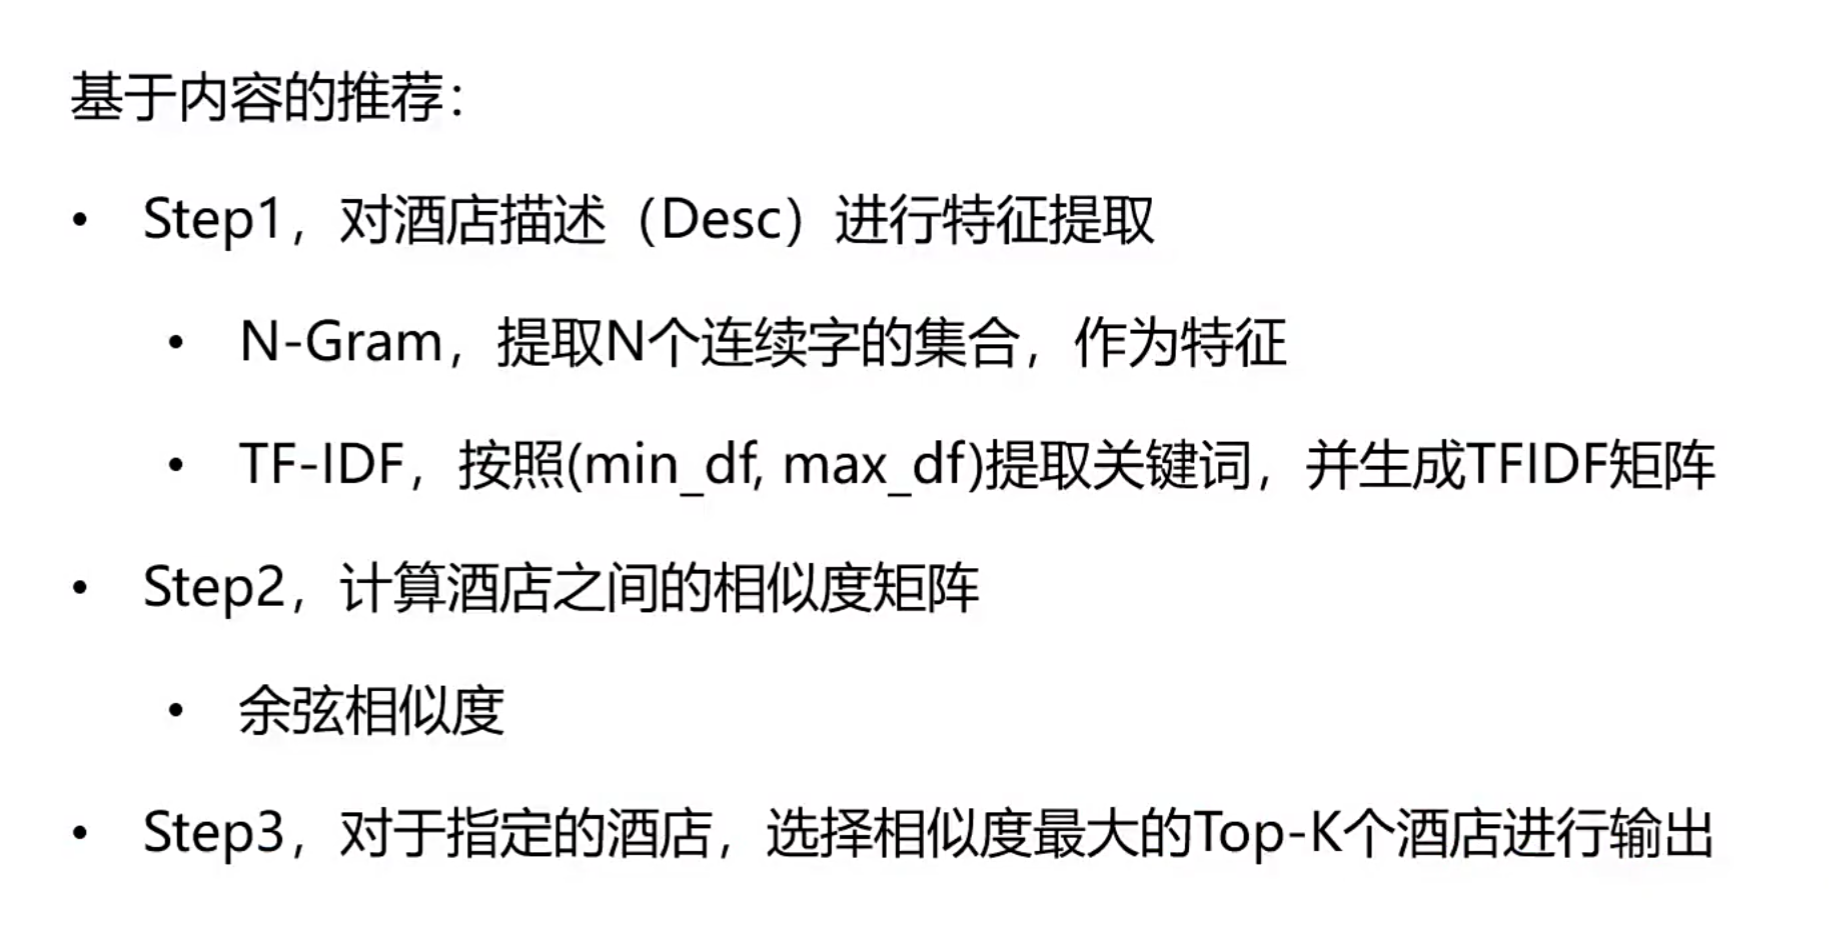 基于内容的推荐：
• Step1，对酒店描述（Desc）进行特征提取
• N-Gram，提取N个连续字的集合，作为特征
• TF-IDF，按照(min_df, max_df)提取关键词，并生成TFIDF矩阵
• Step2，计算酒店之间的相似度矩阵
• 余弦相似度
• Step3，对于指定的酒店，选择相似度最大的Top-K个酒店进行输出